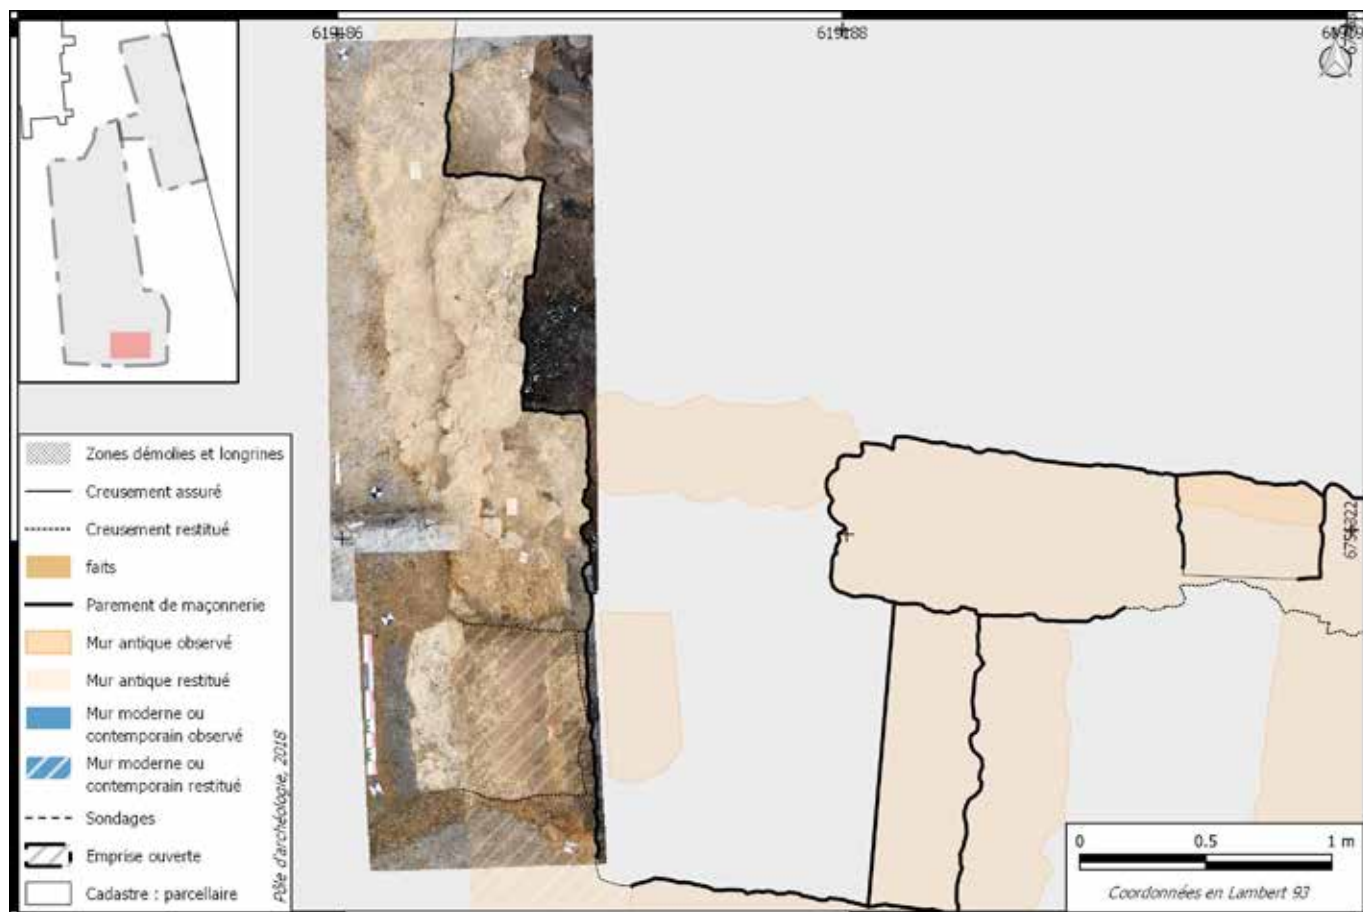 619186
619188
Zones démolies et longrines
Creusement assuré
Creusement restitué
faits
Parement de maçonnerie
Mur antique observé
Mur antique restitué
Mur moderne ou
contemporain observé
Mur moderne ou
contemporain restitué
Sondages
Emprise ouverte
Cadastre : parcellaire
Pôle d'archéologie, 2018
6756322
0 0.5 1 m
Coordonnées en Lambert 93